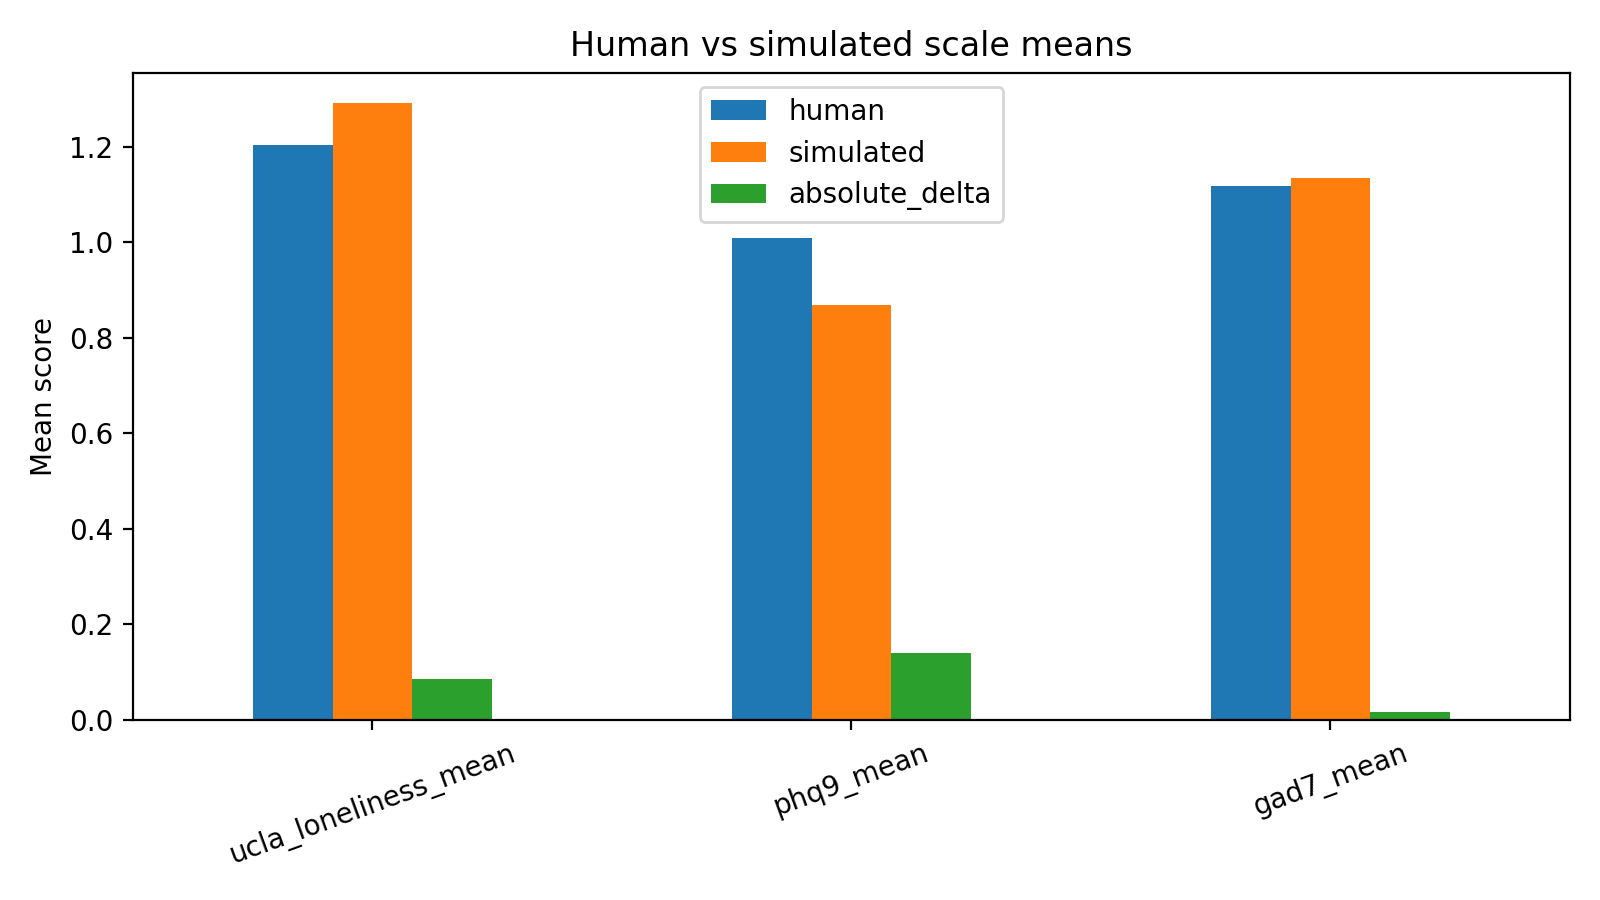 Human vs simulated scale means
human
simulated
absolute_delta
Mean score
1.2
1.0
0.8
0.6
0.4
0.2
0.0
ucla_loneliness_mean
phq9_mean
gad7_mean